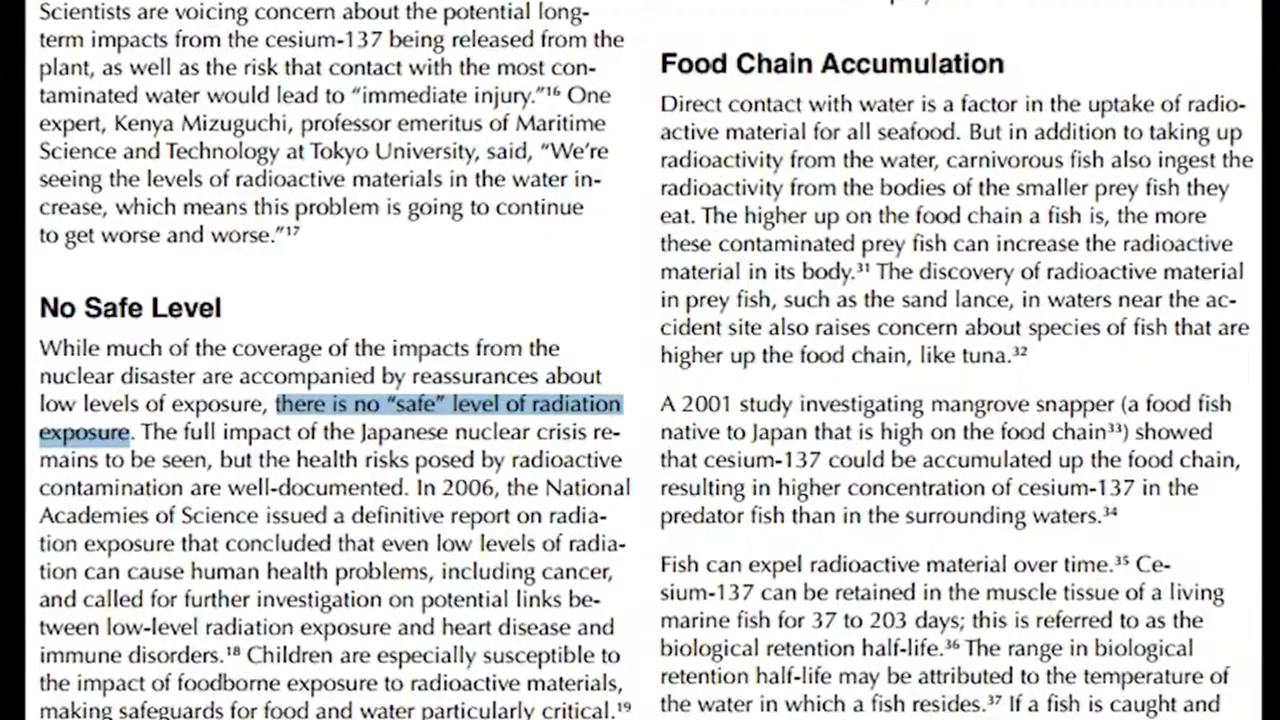 Scientists are voicing concern about the potential long-
term impacts from the cesium-137 being released from the
plant, as well as the risk that contact with the most con-
taminated water would lead to “immediate injury.”¹⁶ One
expert, Kenya Mizuguchi, professor emeritus of Maritime
Science and Technology at Tokyo University, said, “We’re
seeing the levels of radioactive materials in the water in-
crease, which means this problem is going to continue
to get worse and worse.”¹⁷
No Safe Level
While much of the coverage of the impacts from the
nuclear disaster are accompanied by reassurances about
low levels of exposure, there is no “safe” level of radiation
exposure. The full impact of the Japanese nuclear crisis re-
mains to be seen, but the health risks posed by radioactive
contamination are well-documented. In 2006, the National
Academies of Science issued a definitive report on radia-
tion exposure that concluded that even low levels of radia-
tion can cause human health problems, including cancer,
and called for further investigation on potential links be-
tween low-level radiation exposure and heart disease and
immune disorders.¹⁸ Children are especially susceptible to
the impact of foodborne exposure to radioactive materials,
making safeguards for food and water particularly critical.¹⁹
Food Chain Accumulation
Direct contact with water is a factor in the uptake of radio-
active material for all seafood. But in addition to taking up
radioactivity from the water, carnivorous fish also ingest the
radioactivity from the bodies of the smaller prey fish they
eat. The higher up on the food chain a fish is, the more
these contaminated prey fish can increase the radioactive
material in its body.³¹ The discovery of radioactive material
in prey fish, such as the sand lance, in waters near the ac-
cident site also raises concern about species of fish that are
higher up the food chain, like tuna.³²
A 2001 study investigating mangrove snapper (a food fish
native to Japan that is high on the food chain³³) showed
that cesium-137 could be accumulated up the food chain,
resulting in higher concentration of cesium-137 in the
predator fish than in the surrounding waters.³⁴
Fish can expel radioactive material over time.³⁵ Ce-
sium-137 can be retained in the muscle tissue of a living
marine fish for 37 to 203 days; this is referred to as the
biological retention half-life.³⁶ The range in biological
retention half-life may be attributed to the temperature of
the water in which a fish resides.³⁷ If a fish is caught and